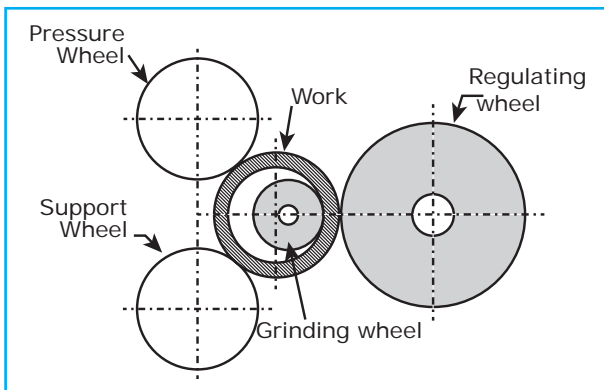 Pressure
Wheel
Regulating
wheel
Work
Support
Wheel
Grinding wheel